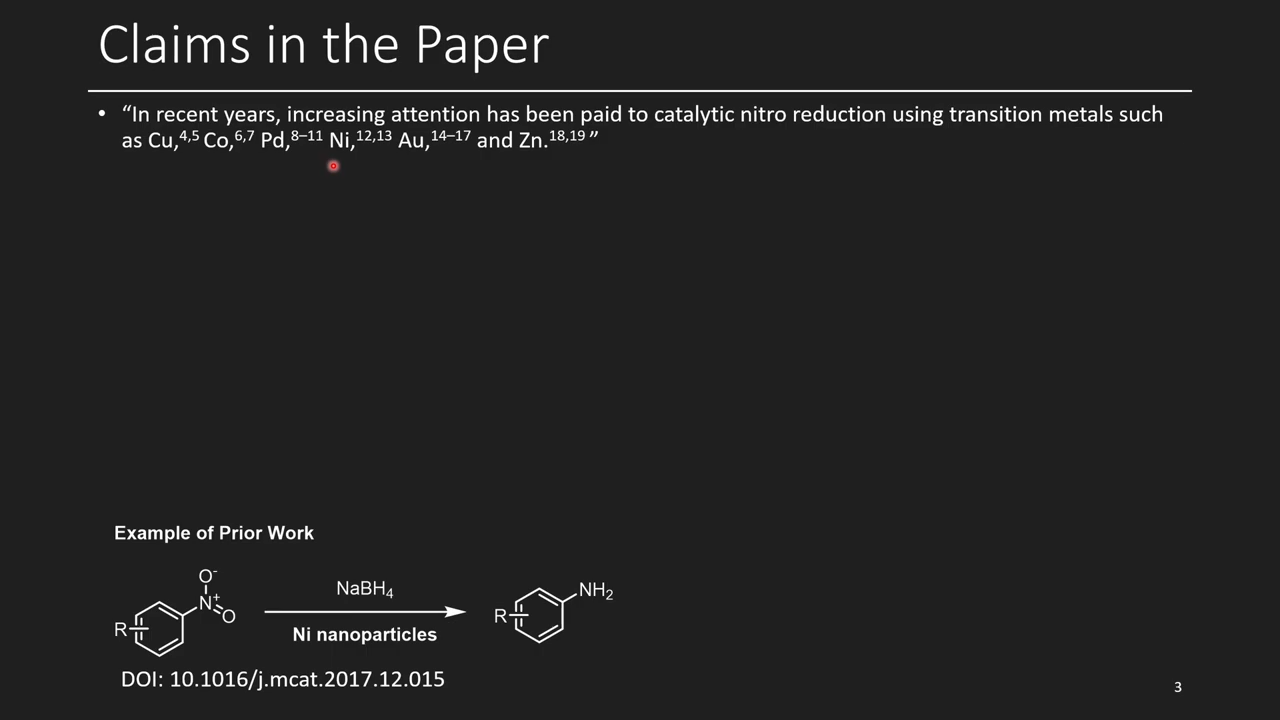 Claims in the Paper
• “In recent years, increasing attention has been paid to catalytic nitro reduction using transition metals such
as Cu,4,5 Co,6,7 Pd,8–11 Ni,12,13 Au,14–17 and Zn.18,19 ”
Example of Prior Work
O-
N+
O
R
NaBH4
Ni nanoparticles
NH2
R
DOI: 10.1016/j.mcat.2017.12.015
3